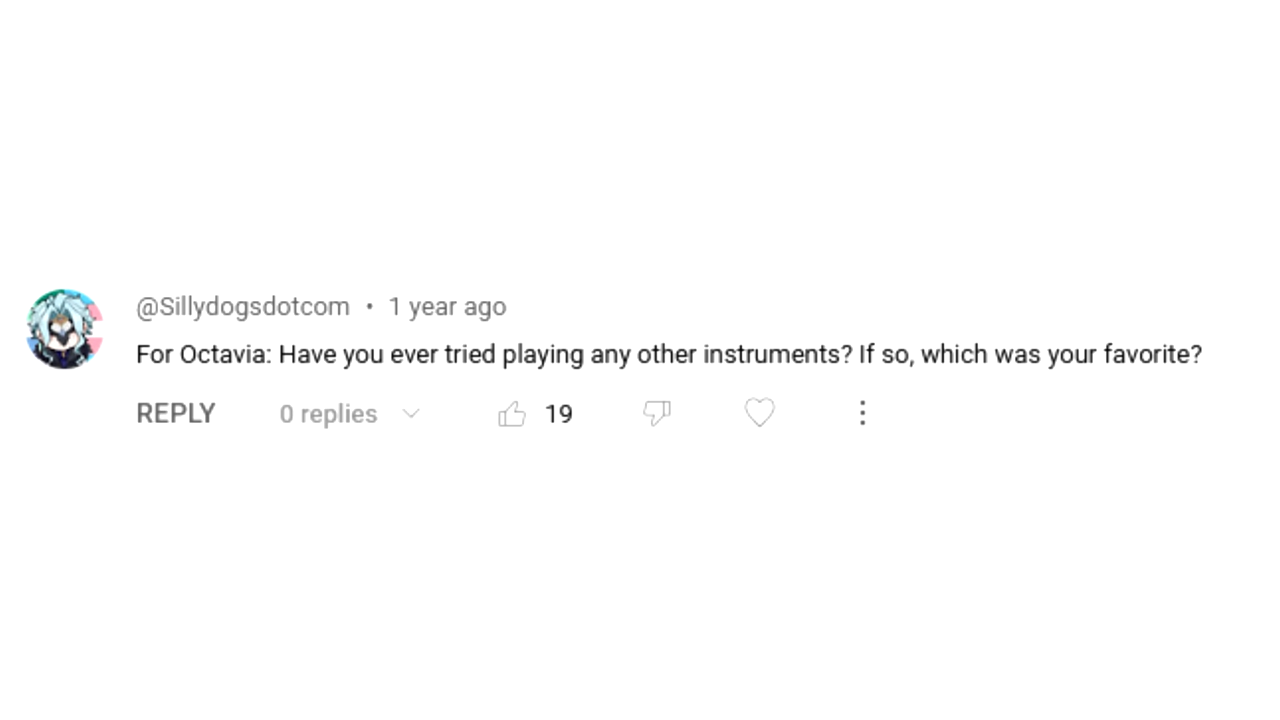 @Sillydogsdotcom • 1 year ago
For Octavia: Have you ever tried playing any other instruments? If so, which was your favorite?
REPLY 0 replies 19